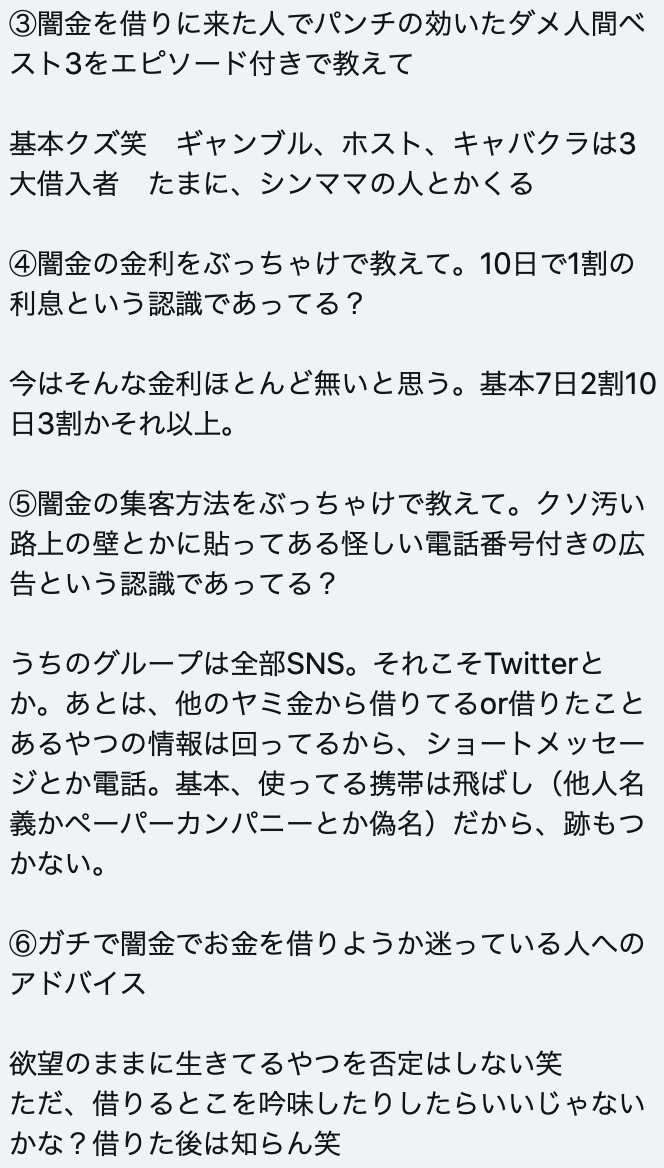 ③闇金を借りに来た人でパンチの効いたダメ人間ベ
スト3をエピソード付きで教えて
基本クズ笑　ギャンブル、ホスト、キャバクラは3
大借入者　たまに、シンママの人とかくる
④闇金の金利をぶっちゃけで教えて。10日で1割の
利息という認識であってる？
今はそんな金利ほとんど無いと思う。基本7日2割10
日3割かそれ以上。
⑤闇金の集客方法をぶっちゃけで教えて。クソ汚い
路上の壁とかに貼ってある怪しい電話番号付きの広
告という認識であってる？
うちのグループは全部SNS。それこそTwitterと
か。あとは、他のヤミ金から借りてるor借りたこと
あるやつの情報は回ってるから、ショートメッセー
ジとか電話。基本、使ってる携帯は飛ばし（他人名
義かペーパーカンパニーとか偽名）だから、跡もつ
かない。
⑥ガチで闇金でお金を借りようか迷っている人への
アドバイス
欲望のままに生きてるやつを否定はしない笑
ただ、借りるとこを吟味したりしたらいいじゃない
かな？借りた後は知らん笑